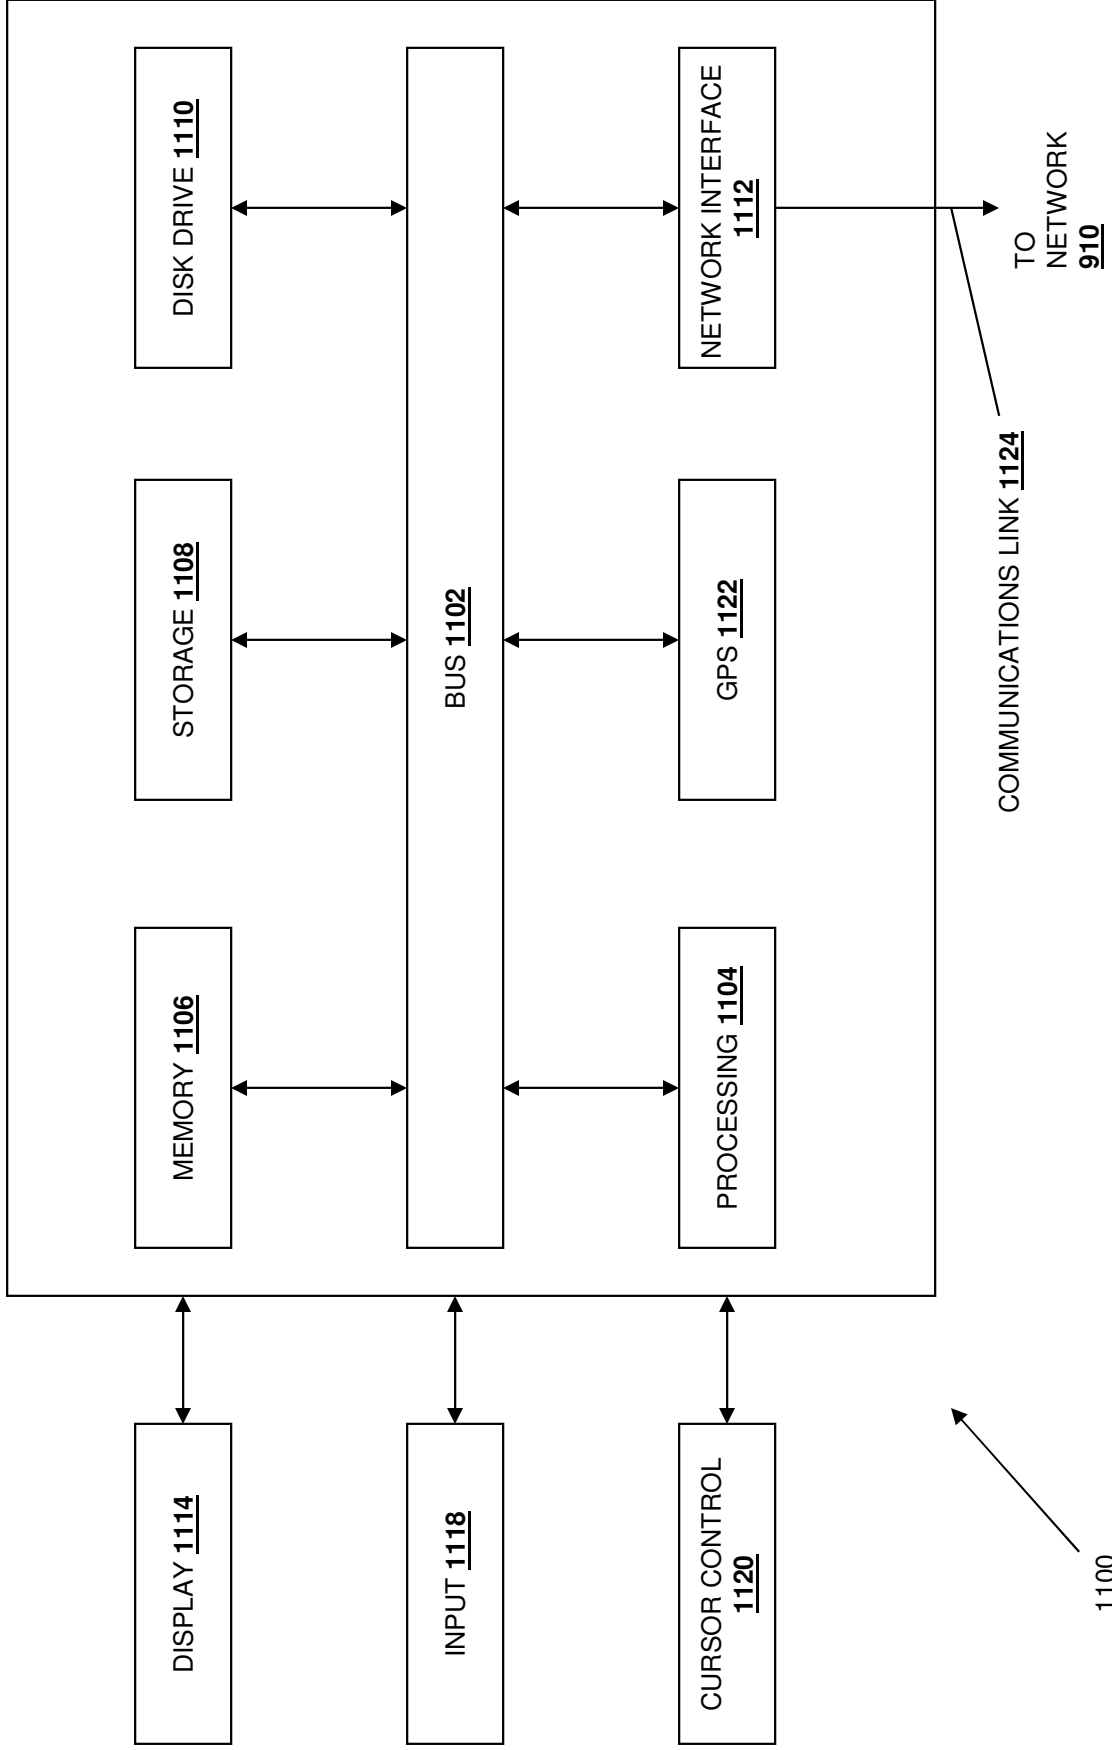 DISPLAY 1114
MEMORY 1106
STORAGE 1108
DISK DRIVE 1110
INPUT 1118
BUS 1102
CURSOR CONTROL
1120
PROCESSING 1104
GPS 1122
NETWORK INTERFACE
1112
COMMUNICATIONS LINK 1124
TO
NETWORK
910
1100